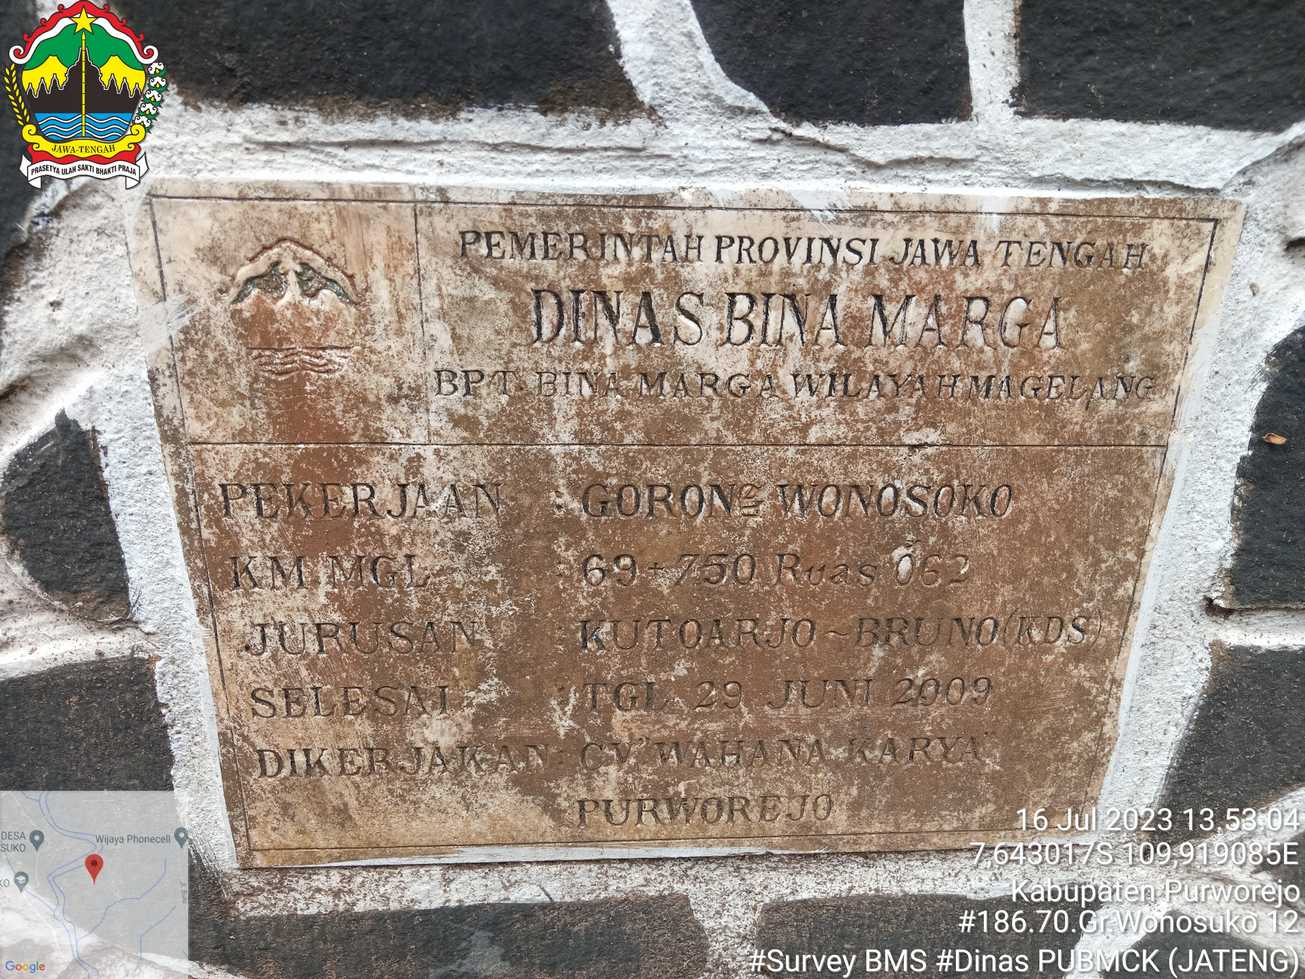 JAWA-TENGAH
PRASETYA ULAH SAKTI BHAKTI PRAJA
PEMERINTAH PROVINSI JAWA TENGAH
DINAS BINA MARGA
BPT BINA MARGA WILAYAH MAGELANG
PEKERJAAN : GORONG2 WONOSOKO
KM MGL : 69+750 Ruas 062
JURUSAN : KUTOARJO ~ BRUNO (KDS)
SELESAI : TGL 29 JUNI 2009
DIKERJAKAN : CV "WAHANA KARYA"
PURWOREJO
DESA
SUKO
Wijaya Phonecell
KO
Google
16 Jul 2023 13.53.04
7,643017S 109,919085E
Kabupaten Purworejo
#186.70.Gr.Wonosuko 12
#Survey BMS #Dinas PUBMCK (JATENG)